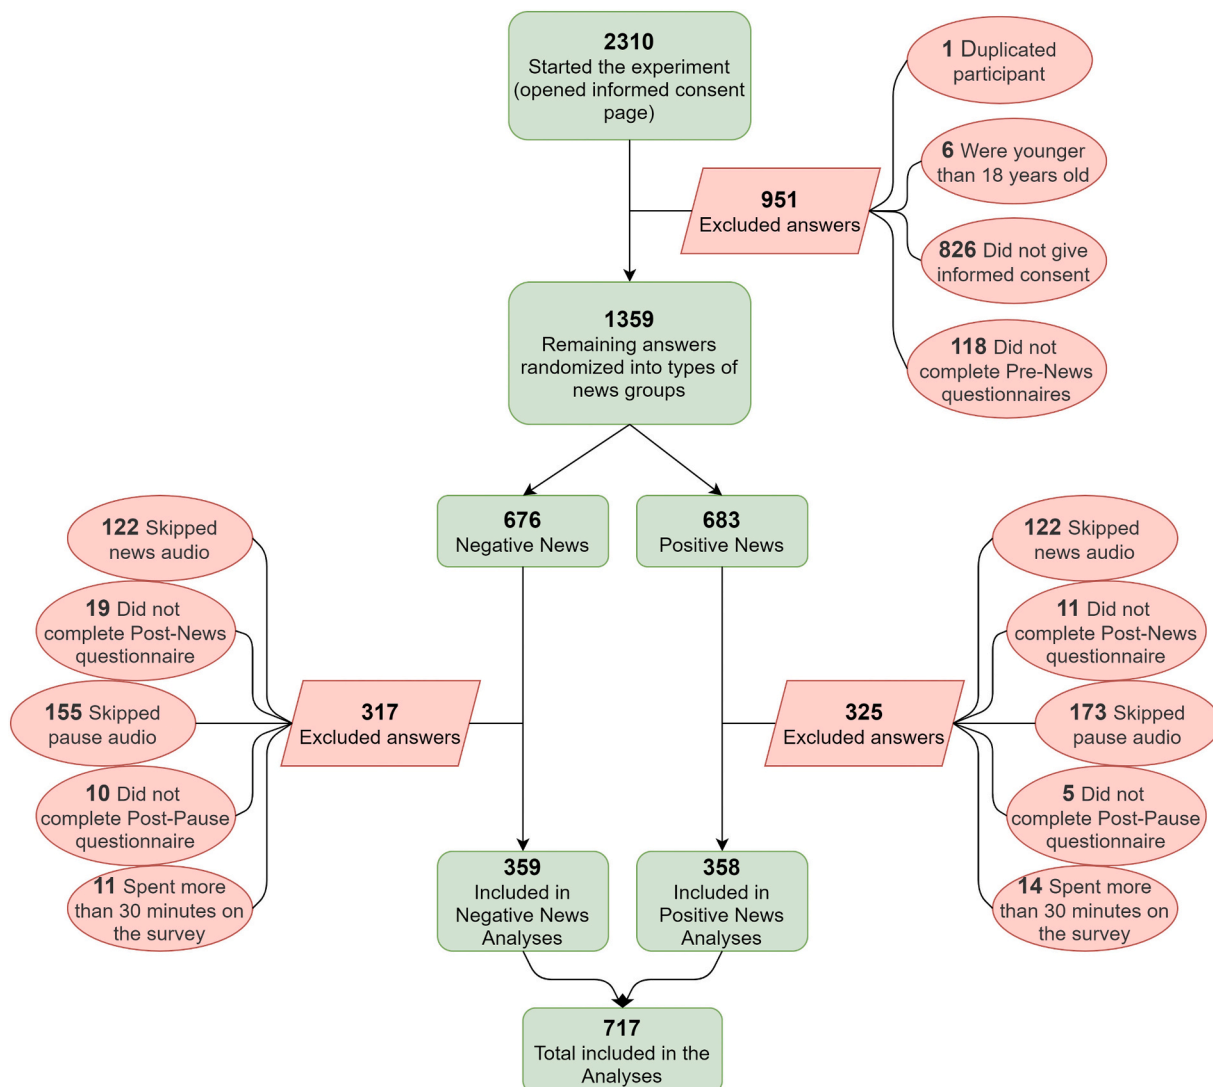 2310
Started the experiment
(opened informed consent
page)
1 Duplicated
participant
6 Were younger
than 18 years old
951
Excluded answers
826 Did not give
informed consent
118 Did not
complete Pre-News
questionnaires
1359
Remaining answers
randomized into types of
news groups
676
Negative News
683
Positive News
122 Skipped
news audio
19 Did not
complete Post-News
questionnaire
155 Skipped
pause audio
10 Did not
complete Post-Pause
questionnaire
11 Spent more
than 30 minutes on
the survey
317
Excluded answers
325
Excluded answers
122 Skipped
news audio
11 Did not
complete Post-News
questionnaire
173 Skipped
pause audio
5 Did not
complete Post-Pause
questionnaire
14 Spent more
than 30 minutes on
the survey
359
Included in
Negative News
Analyses
358
Included in
Positive News
Analyses
717
Total included in the
Analyses